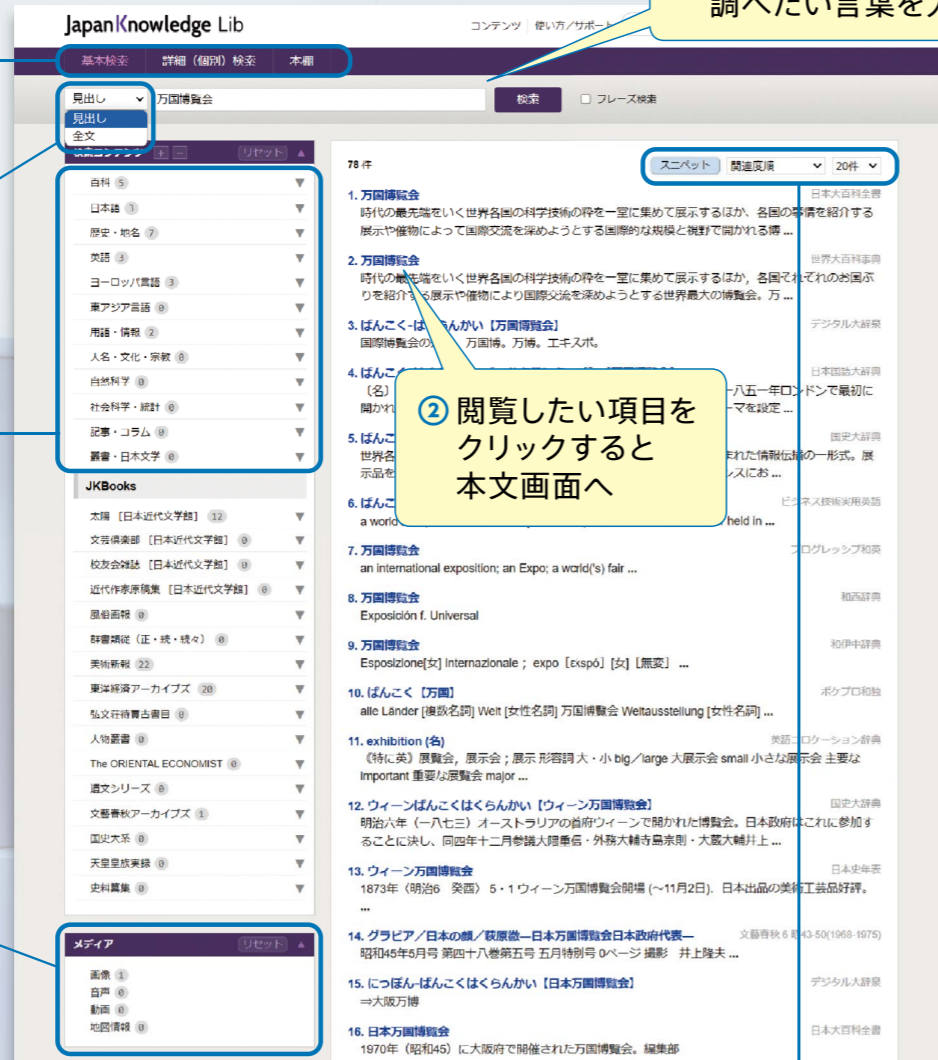 JapanKnowledge Lib
コンテンツ 使い方/サポート
調べたい言葉を
基本検索 詳細（個別）検索 本棚
見出し 万国博覧会 検索 フレーズ検索
見出し
全文
リセット
78 件 スニペット 関連度順 20件
百科 5
日本語 3
歴史・地名 7
英語 3
ヨーロッパ言語 3
東アジア言語 0
用語・情報 2
人名・文化・宗教 0
自然科学 0
社会科学・統計 0
記事・コラム 0
叢書・日本文学 0
JKBooks
太陽 ［日本近代文学館］ 12
文芸倶楽部 ［日本近代文学館］ 0
校友会雑誌 ［日本近代文学館］ 0
近代作家原稿集 ［日本近代文学館］ 0
風俗画報 0
群書類従（正・続・続々） 0
美術新報 22
東洋経済アーカイブズ 20
弘文荘待賈古書目 0
人物叢書 0
The ORIENTAL ECONOMIST 0
遺文シリーズ 0
文藝春秋アーカイブズ 1
国史大系 0
天皇皇族実録 0
史料纂集 0
メディア リセット
画像 1
音声 0
動画 0
地図情報 0
1. 万国博覧会 日本大百科全書
時代の最先端をいく世界各国の科学技術の粋を一堂に集めて展示するほか、各国の事情を紹介する
展示や催物によって国際交流を深めようとする国際的な規模と視野で開かれる博 ...
2. 万国博覧会 世界大百科事典
時代の最先端をいく世界各国の科学技術の粋を一堂に集めて展示するほか，各国それぞれのお国ぶ
りを紹介する展示や催物により国際交流を深めようとする世界最大の博覧会。万 ...
3. ばんこく‐は らんかい【万国博覧会】 デジタル大辞泉
国際博覧会の 万国博。万博。エキスポ。
4. ばんこ 日本国語大辞典
〔名〕 一八五一年ロンドンで最初に
開かれ ーマを設定 ...
② 閲覧したい項目を
クリックすると
本文画面へ
5. ばんこ 国史大辞典
世界各 まれた情報伝播の一形式。展
示品を ンスにお ...
6. ばんこ ビジネス技術実用英語
a world held in ...
7. 万国博覧会 プログレッシブ和英
an international exposition; an Expo; a world('s) fair ...
8. 万国博覧会 和西辞典
Exposición f. Universal
9. 万国博覧会 和伊中辞典
Esposizione[女] internazionale ; expo［ɛxspó］[女]［無変］ ...
10. ばんこく【万国】 ポケプロ和独
alle Länder [複数名詞] Welt [女性名詞] 万国博覧会 Weltausstellung [女性名詞] ...
11. exhibition (名) 英語コロケーション辞典
《特に英》展覧会，展示会 ; 展示 形容詞 大・小 big／large 大展示会 small 小さな展示会 主要な
important 重要な展覧会 major ...
12. ウィーンばんこくはくらんかい【ウィーン万国博覧会】 国史大辞典
明治六年（一八七三）オーストラリアの首府ウィーンで開かれた博覧会。日本政府はこれに参加す
ることに決し、同四年十二月参議大隈重信・外務大輔寺島宗則・大蔵大輔井上 ...
13. ウィーン万国博覧会 日本史年表
1873年（明治6 癸酉） 5・1 ウィーン万国博覧会開場 (～11月2日). 日本出品の美術工芸品好評。
...
14. グラビア／日本の顔／萩原徹―日本万国博覧会日本政府代表― 文藝春秋 6 昭43-50(1968-1975)
昭和45年5月号 第四十八巻第五号 五月特別号 0ページ 撮影 井上隆夫 ...
15. にっぽん‐ばんこくはくらんかい【日本万国博覧会】 デジタル大辞泉
⇒大阪万博
16. 日本万国博覧会 日本大百科全書
1970年（昭和45）に大阪府で開催された万国博覧会。編集部